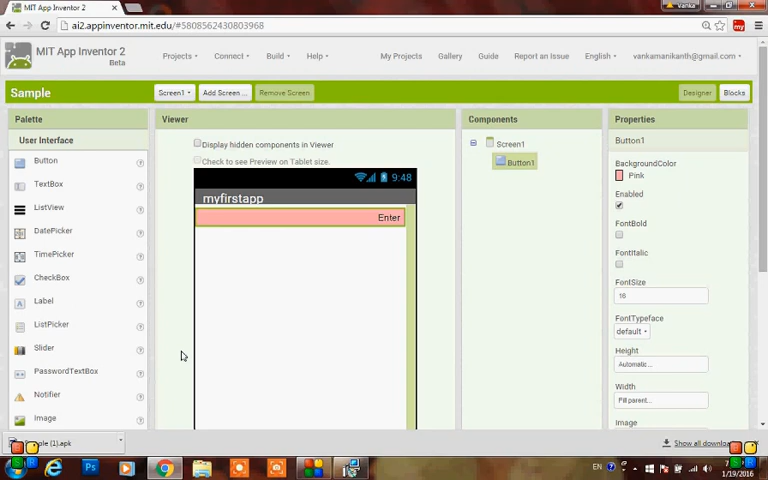 MIT App Inventor 2
Vanka
ai2.appinventor.mit.edu/#5808562430803968
MIT App Inventor 2
Beta
Projects Connect Build Help My Projects Gallery Guide Report an Issue English vankamanikanth@gmail.com
Sample Screen1 Add Screen ... Remove Screen Designer Blocks
Palette Viewer Components Properties
User Interface
Button
TextBox
ListView
DatePicker
TimePicker
CheckBox
Label
ListPicker
Slider
PasswordTextBox
Notifier
Image
Display hidden components in Viewer
Check to see Preview on Tablet size.
9:48
myfirstapp
Enter
Screen1
Button1
Button1
BackgroundColor
Pink
Enabled
FontBold
FontItalic
FontSize
16
FontTypeface
default
Height
Automatic...
Width
Fill parent...
Image
(1).apk
Show all
EN
1/19/2016